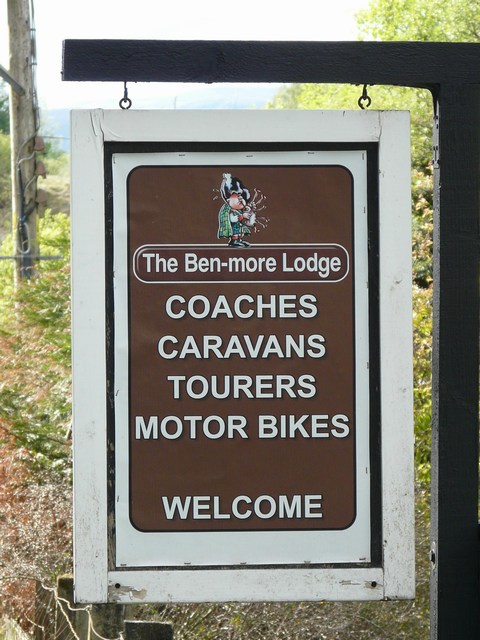 The Ben-more Lodge
COACHES
CARAVANS
TOURERS
MOTOR BIKES
WELCOME